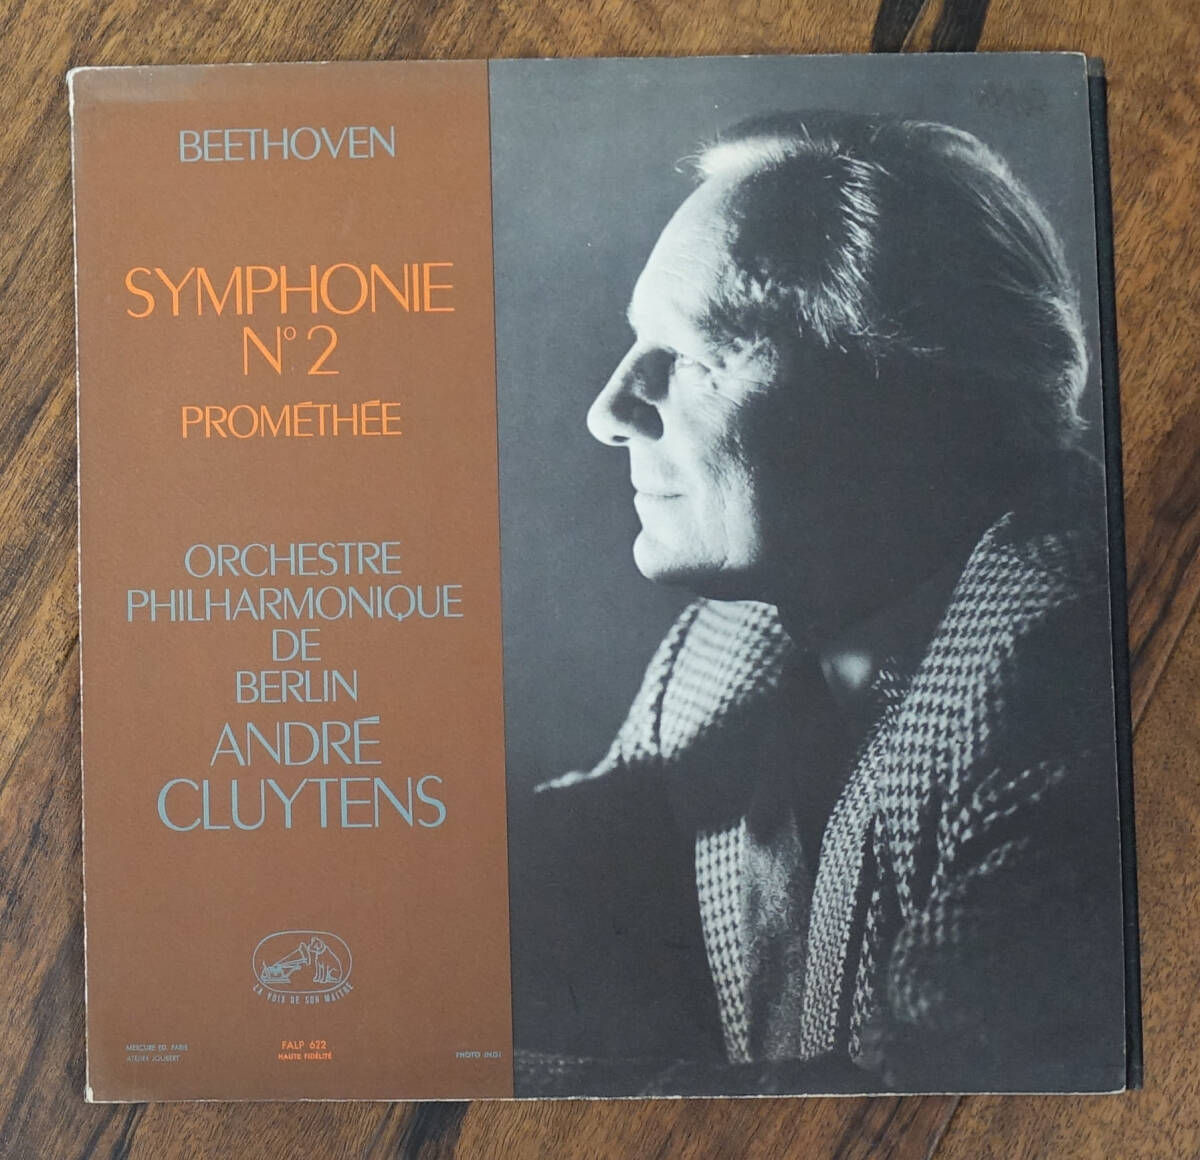 BEETHOVEN
SYMPHONIE
Nº 2
PROMÉTHÉE
ORCHESTRE
PHILHARMONIQUE
DE
BERLIN
ANDRÉ
CLUYTENS
LA VOIX DE SON MAITRE
MERCURE ED. PARIS
ATELIER JOUBERT
FALP 622
HAUTE FIDÉLITÉ
PHOTO